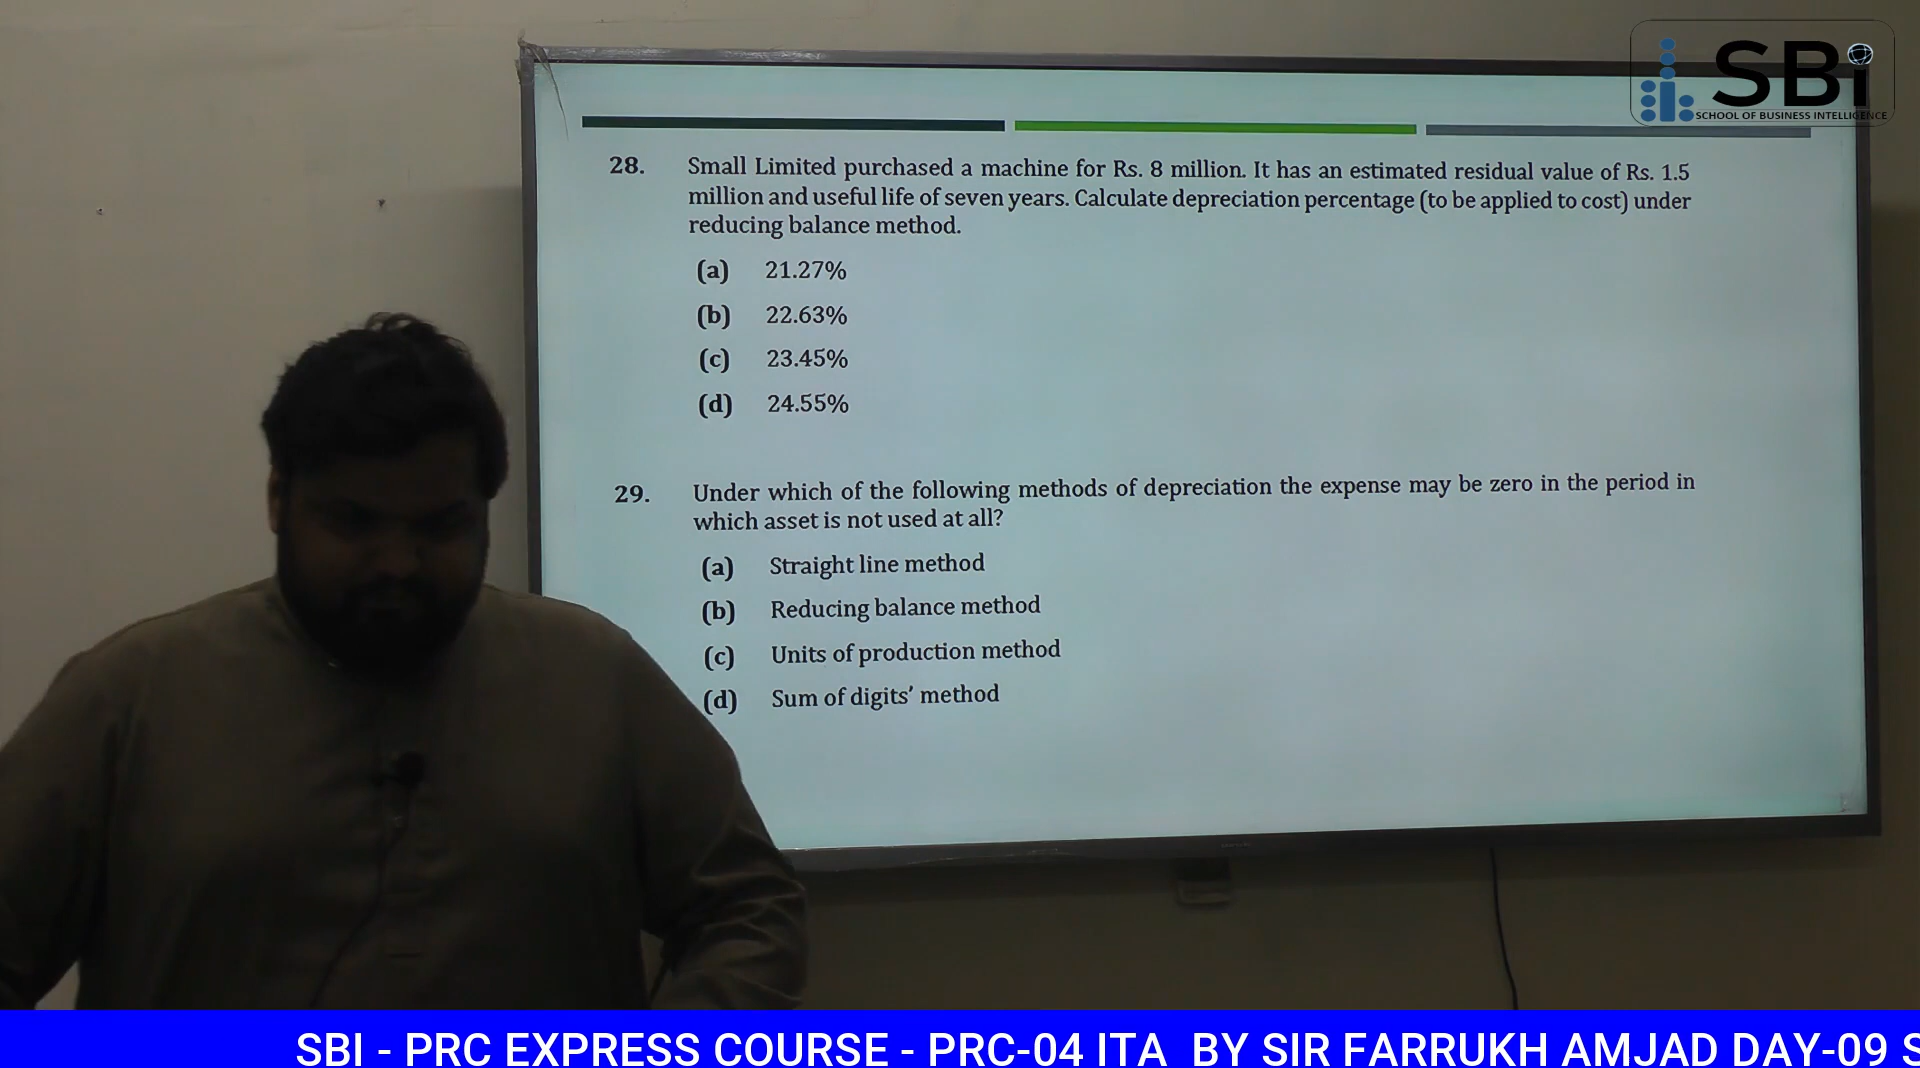 SBi
SCHOOL OF BUSINESS INTELLIGENCE
28. Small Limited purchased a machine for Rs. 8 million. It has an estimated residual value of Rs. 1.5
million and useful life of seven years. Calculate depreciation percentage (to be applied to cost) under
reducing balance method.
(a) 21.27%
(b) 22.63%
(c) 23.45%
(d) 24.55%
29. Under which of the following methods of depreciation the expense may be zero in the period in
which asset is not used at all?
(a) Straight line method
(b) Reducing balance method
(c) Units of production method
(d) Sum of digits’ method
SBI - PRC EXPRESS COURSE - PRC-04 ITA BY SIR FARRUKH AMJAD DAY-09 S